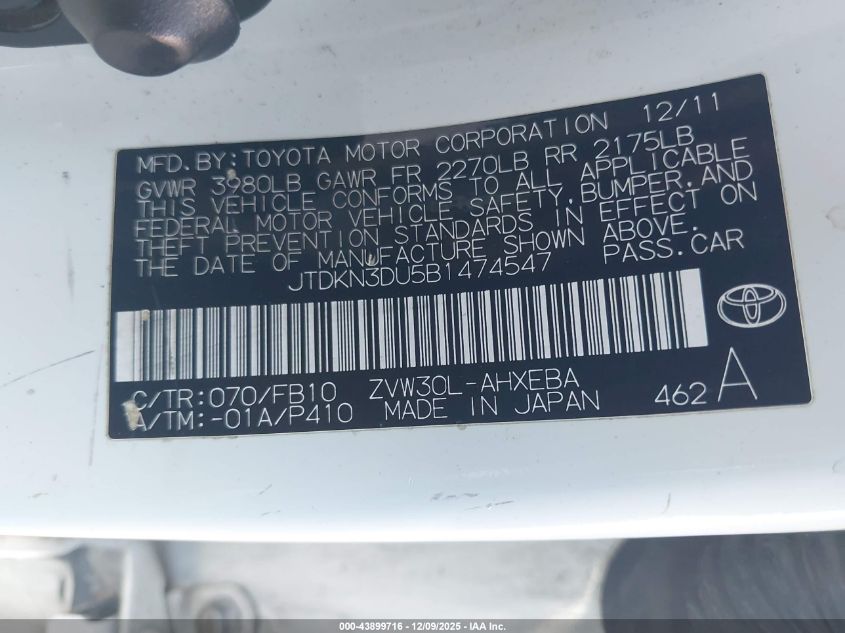 MFD. BY: TOYOTA MOTOR CORPORATION 12/11
GVWR 3980LB GAWR FR 2270LB RR 2175LB
THIS VEHICLE CONFORMS TO ALL APPLICABLE
FEDERAL MOTOR VEHICLE SAFETY, BUMPER, AND
THEFT PREVENTION STANDARDS IN EFFECT ON
THE DATE OF MANUFACTURE SHOWN ABOVE.
JTDKN3DU5B1474547 PASS. CAR
C/TR: 070/FB10 ZVW30L-AHXEBA
A/TM: -01A/P410 MADE IN JAPAN 462 A
000-43899716 - 12/09/2025 - IAA Inc.